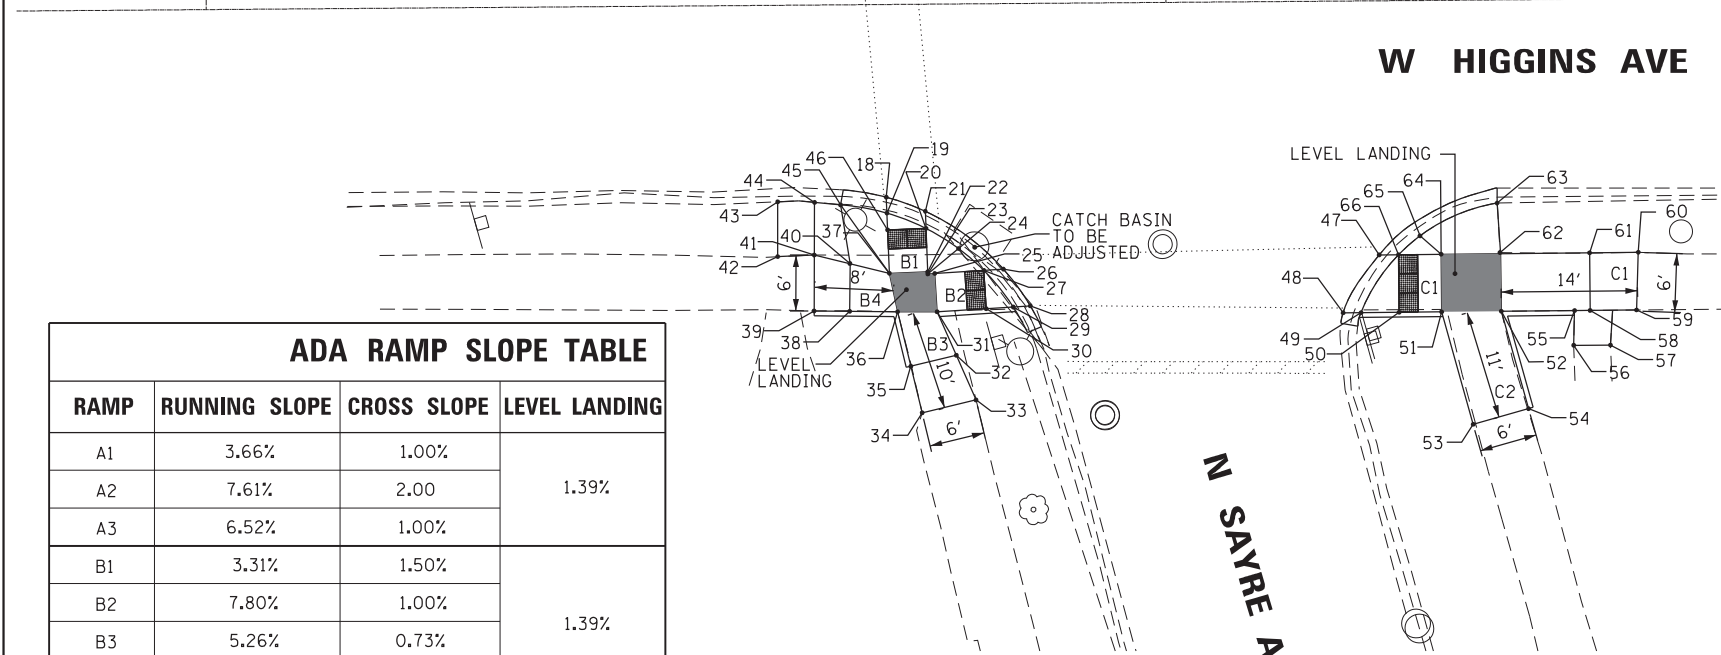 W HIGGINS AVE
LEVEL LANDING
46
18
19
45
20
44
21
22
43
23
24
CATCH BASIN
TO BE
ADJUSTED
37
40
41
42
25
26
27
B1
8'
6'
B4
B2
28
29
30
39
38
36
LEVEL
LANDING
B3
31
32
35
10'
33
34
6'
63
64
65
66
47
60
62
61
48
C1
14'
C1
6'
49
50
51
59
58
55
52
57
56
11'
C2
54
53
6'
N SAYRE A
ADA RAMP SLOPE TABLE
RAMP RUNNING SLOPE CROSS SLOPE LEVEL LANDING
A1 3.66% 1.00%
A2 7.61% 2.00 1.39%
A3 6.52% 1.00%
B1 3.31% 1.50%
B2 7.80% 1.00%
1.39%
B3 5.26% 0.73%